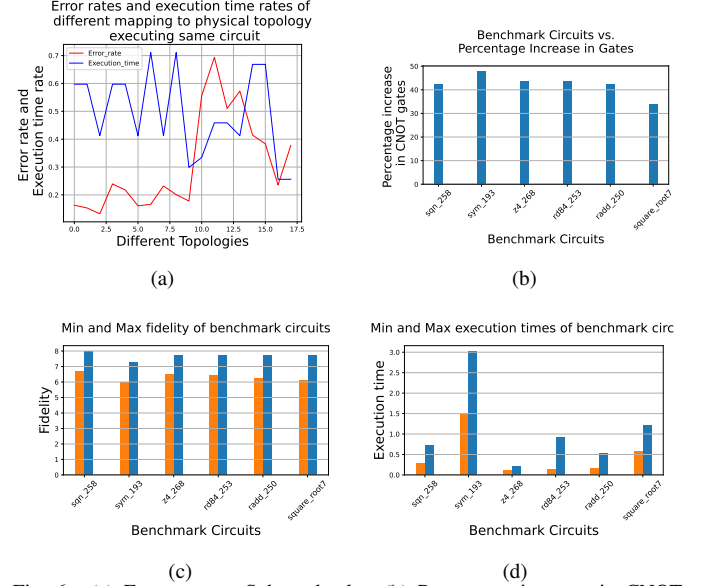 Error rates and execution time rates of
different mapping to physical topology
executing same circuit
Error_rate
Execution_time
0.7
0.6
0.5
0.4
0.3
0.2
Error rate and
Execution time rate
0.0 2.5 5.0 7.5 10.0 12.5 15.0 17.5
Different Topologies
(a)
Benchmark Circuits vs.
Percentage Increase in Gates
50
40
30
20
10
0
Percentage increase
in CNOT gates
sqn_258 sym_193 z4_268 rd84_253 radd_250 square_root7
Benchmark Circuits
(b)
Min and Max fidelity of benchmark circuits
8
7
6
5
4
3
2
1
0
Fidelity
sqn_258 sym_193 z4_268 rd84_253 radd_250 square_root7
Benchmark Circuits
(c)
Min and Max execution times of benchmark circ
3.0
2.5
2.0
1.5
1.0
0.5
0.0
Execution time
sqn_258 sym_193 z4_268 rd84_253 radd_250 square_root7
Benchmark Circuits
(d)